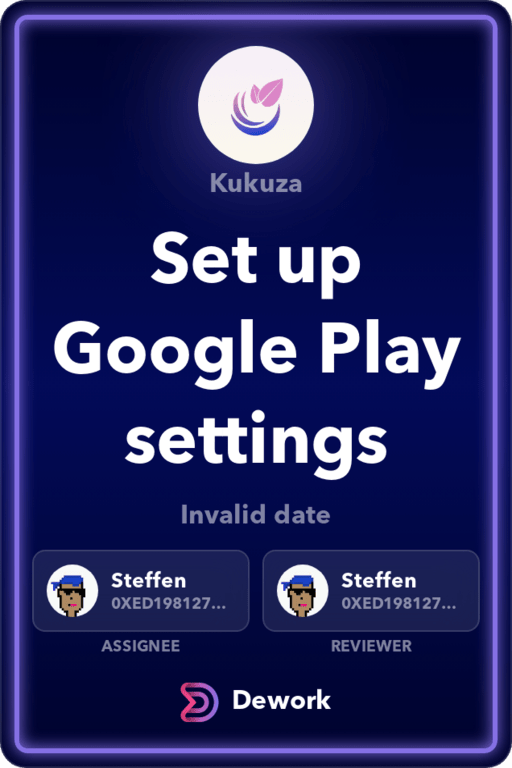 Kukuza
Set up
Google Play
settings
Invalid date
Steffen
0XED198127...
ASSIGNEE
Steffen
0XED198127...
REVIEWER
Dework